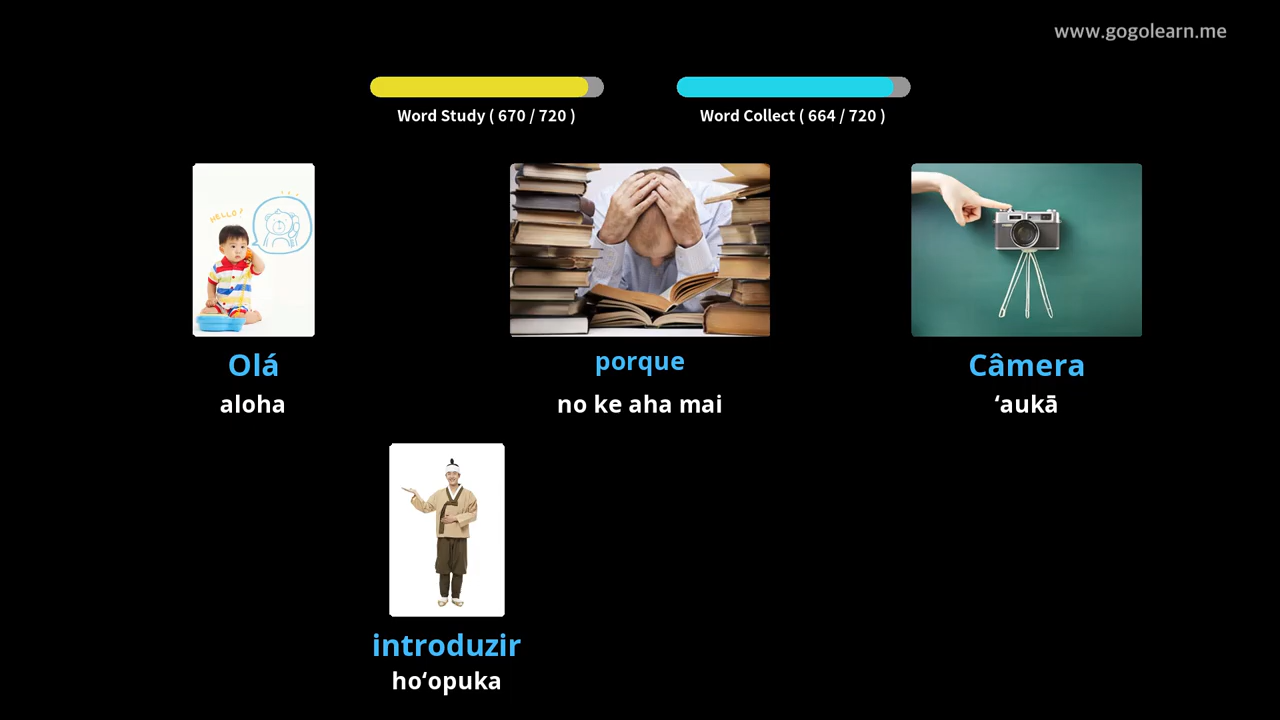 www.gogolearn.me
Word Study ( 670 / 720 )
Word Collect ( 664 / 720 )
HELLO?
Olá
aloha
porque
no ke aha mai
Câmera
ʻaukā
introduzir
hoʻopuka